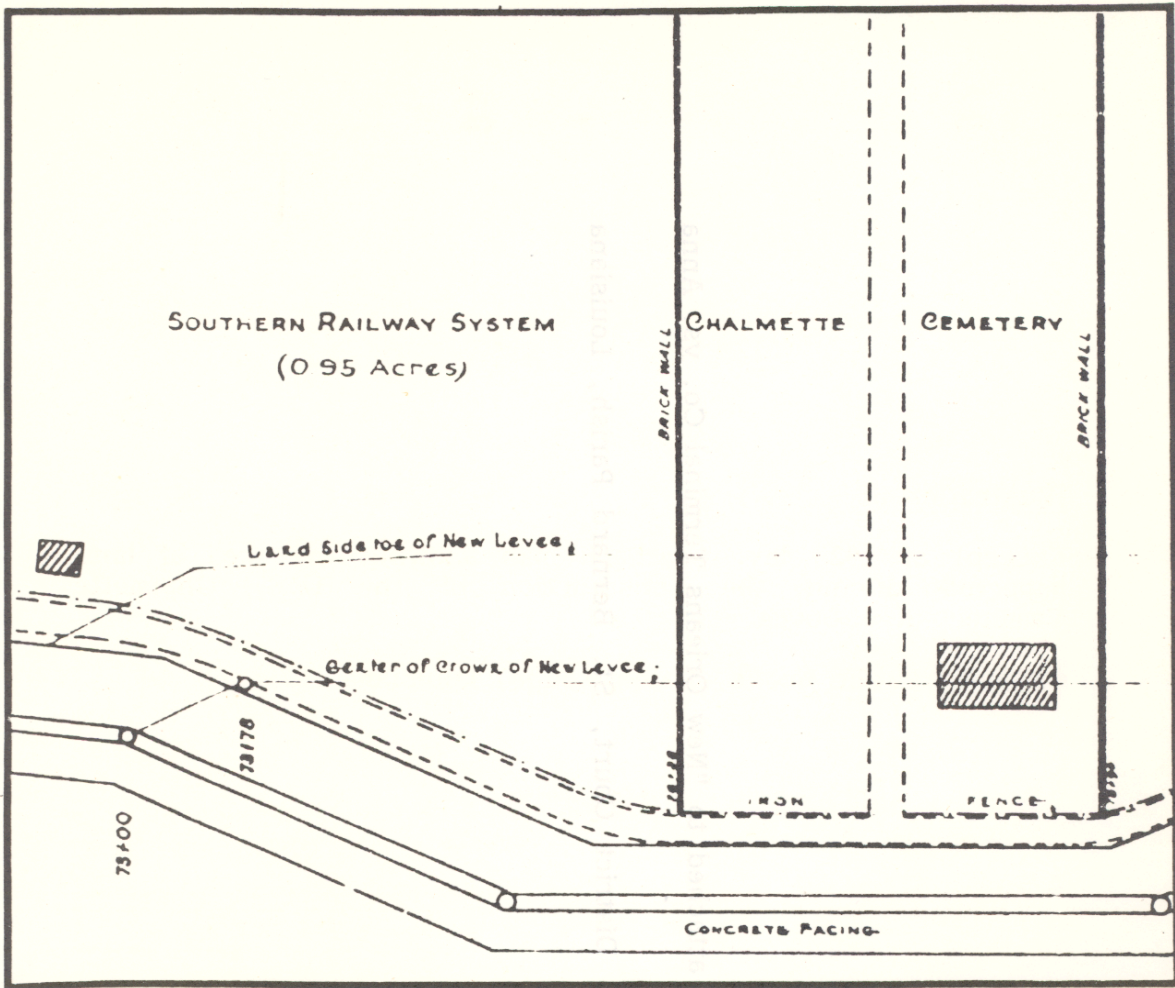 SOUTHERN RAILWAY SYSTEM
(0.95 Acres)
CHALMETTE
CEMETERY
BRICK WALL
BRICK WALL
Land Side toe of New Levee
Center of Crown of New Levee
73+78
73+00
IRON
FENCE
CONCRETE FACING